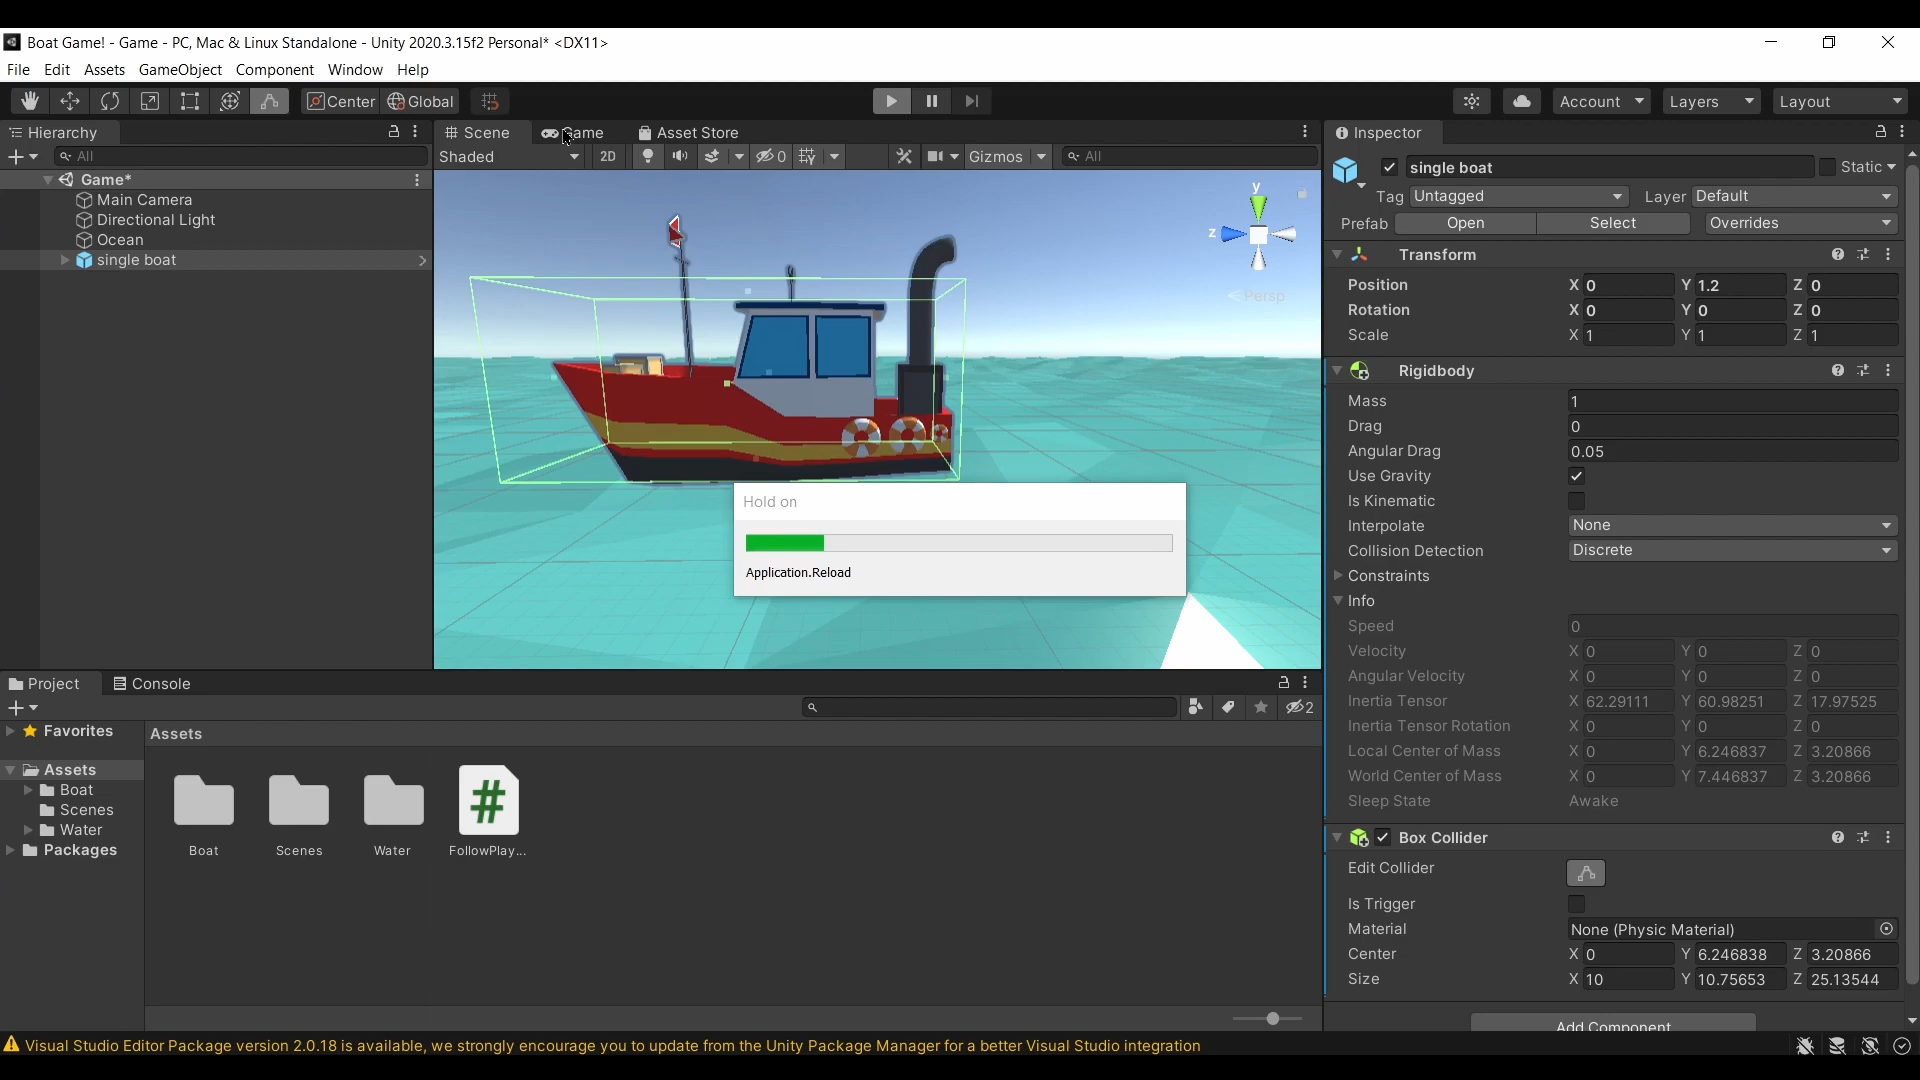 Boat Game! - Game - PC, Mac & Linux Standalone - Unity 2020.3.15f2 Personal* <DX11>
File Edit Assets GameObject Component Window Help
Center Global Account Layers Layout
Hierarchy
All
Game*
Main Camera
Directional Light
Ocean
single boat
Scene Game Asset Store
Shaded 2D 0 Gizmos All
y
z
Persp
Hold on
Application.Reload
Inspector
single boat Static
Tag Untagged Layer Default
Prefab Open Select Overrides
Transform
Position X 0 Y 1.2 Z 0
Rotation X 0 Y 0 Z 0
Scale X 1 Y 1 Z 1
Rigidbody
Mass 1
Drag 0
Angular Drag 0.05
Use Gravity
Is Kinematic
Interpolate None
Collision Detection Discrete
Constraints
Info
Speed 0
Velocity X 0 Y 0 Z 0
Angular Velocity X 0 Y 0 Z 0
Inertia Tensor X 62.29111 Y 60.98251 Z 17.97525
Inertia Tensor Rotation X 0 Y 0 Z 0
Local Center of Mass X 0 Y 6.246837 Z 3.20866
World Center of Mass X 0 Y 7.446837 Z 3.20866
Sleep State Awake
Box Collider
Edit Collider
Is Trigger
Material None (Physic Material)
Center X 0 Y 6.246838 Z 3.20866
Size X 10 Y 10.75653 Z 25.13544
Add Component
Project Console
2
Favorites
Assets
Boat
Scenes
Water
Packages
Assets
Boat Scenes Water FollowPlay...
Visual Studio Editor Package version 2.0.18 is available, we strongly encourage you to update from the Unity Package Manager for a better Visual Studio integration